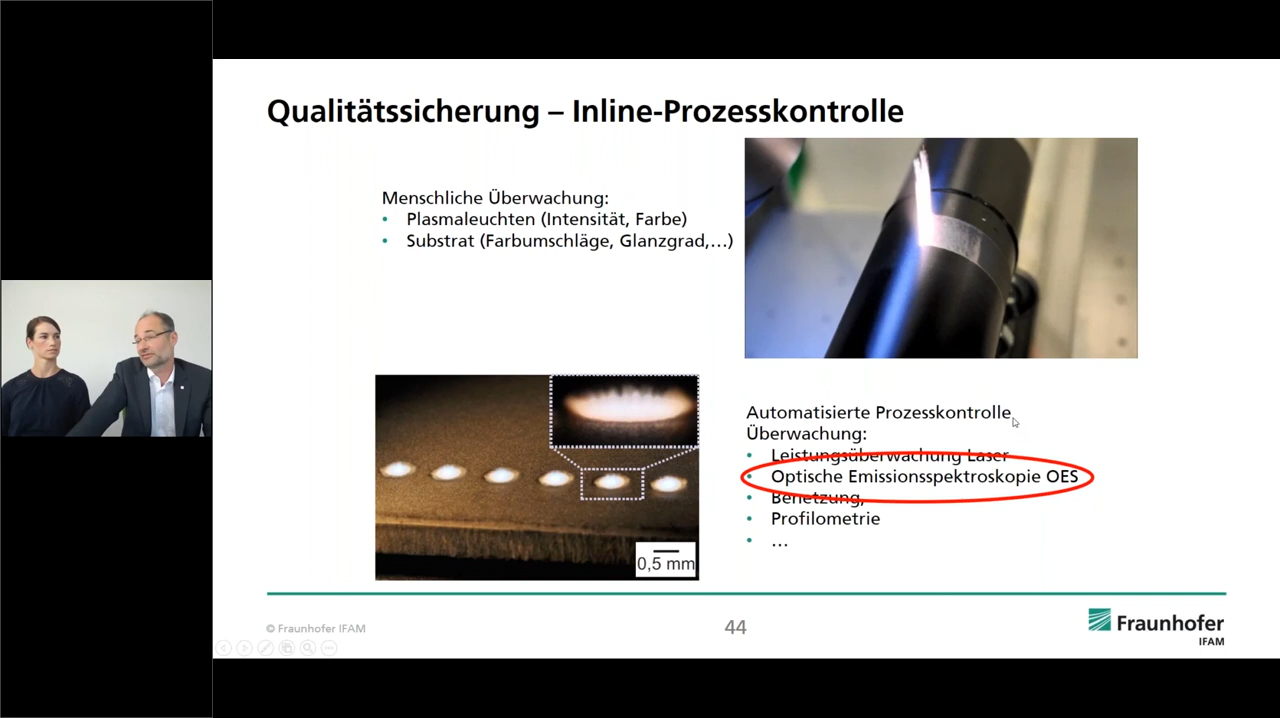 Qualitätssicherung – Inline-Prozesskontrolle
Menschliche Überwachung:
• Plasmaleuchten (Intensität, Farbe)
• Substrat (Farbumschläge, Glanzgrad,…)
0,5 mm
Automatisierte Prozesskontrolle
Überwachung:
• Leistungsüberwachung Laser
• Optische Emissionsspektroskopie OES
• Benetzung,
• Profilometrie
• …
© Fraunhofer IFAM
44
Fraunhofer
IFAM